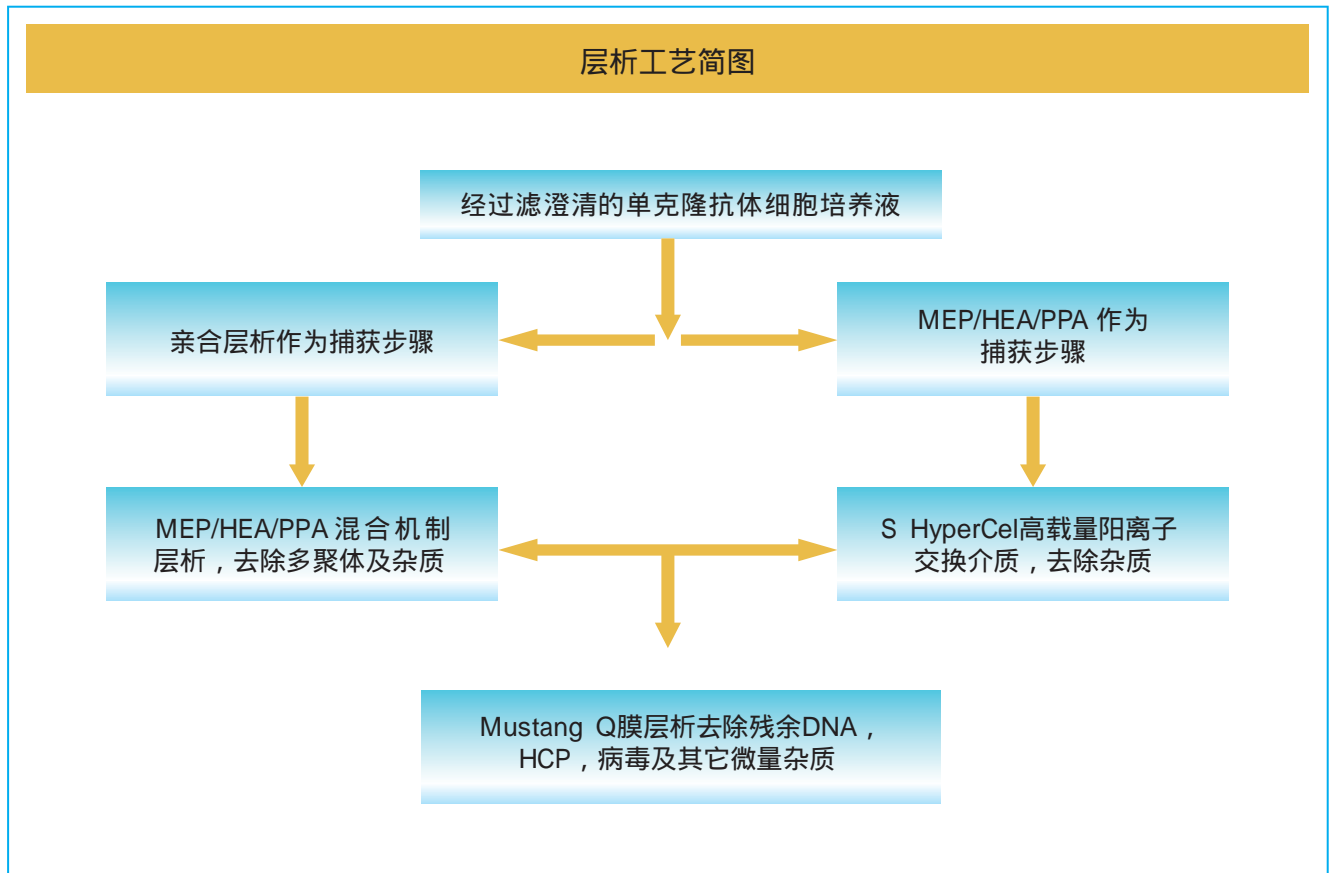 层析工艺简图
经过滤澄清的单克隆抗体细胞培养液
亲合层析作为捕获步骤
MEP/HEA/PPA 作为
捕获步骤
MEP/HEA/PPA 混合机制
层析，去除多聚体及杂质
S HyperCel高载量阳离子
交换介质，去除杂质
Mustang Q膜层析去除残余DNA，
HCP，病毒及其它微量杂质